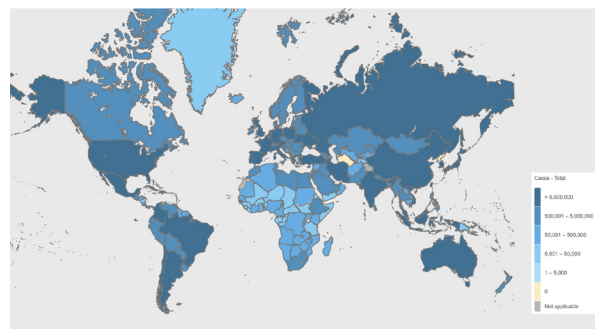 Cases - Total
> 5,000,000
500,001 – 5,000,000
50,001 – 500,000
5,001 – 50,000
1 – 5,000
0
Not applicable